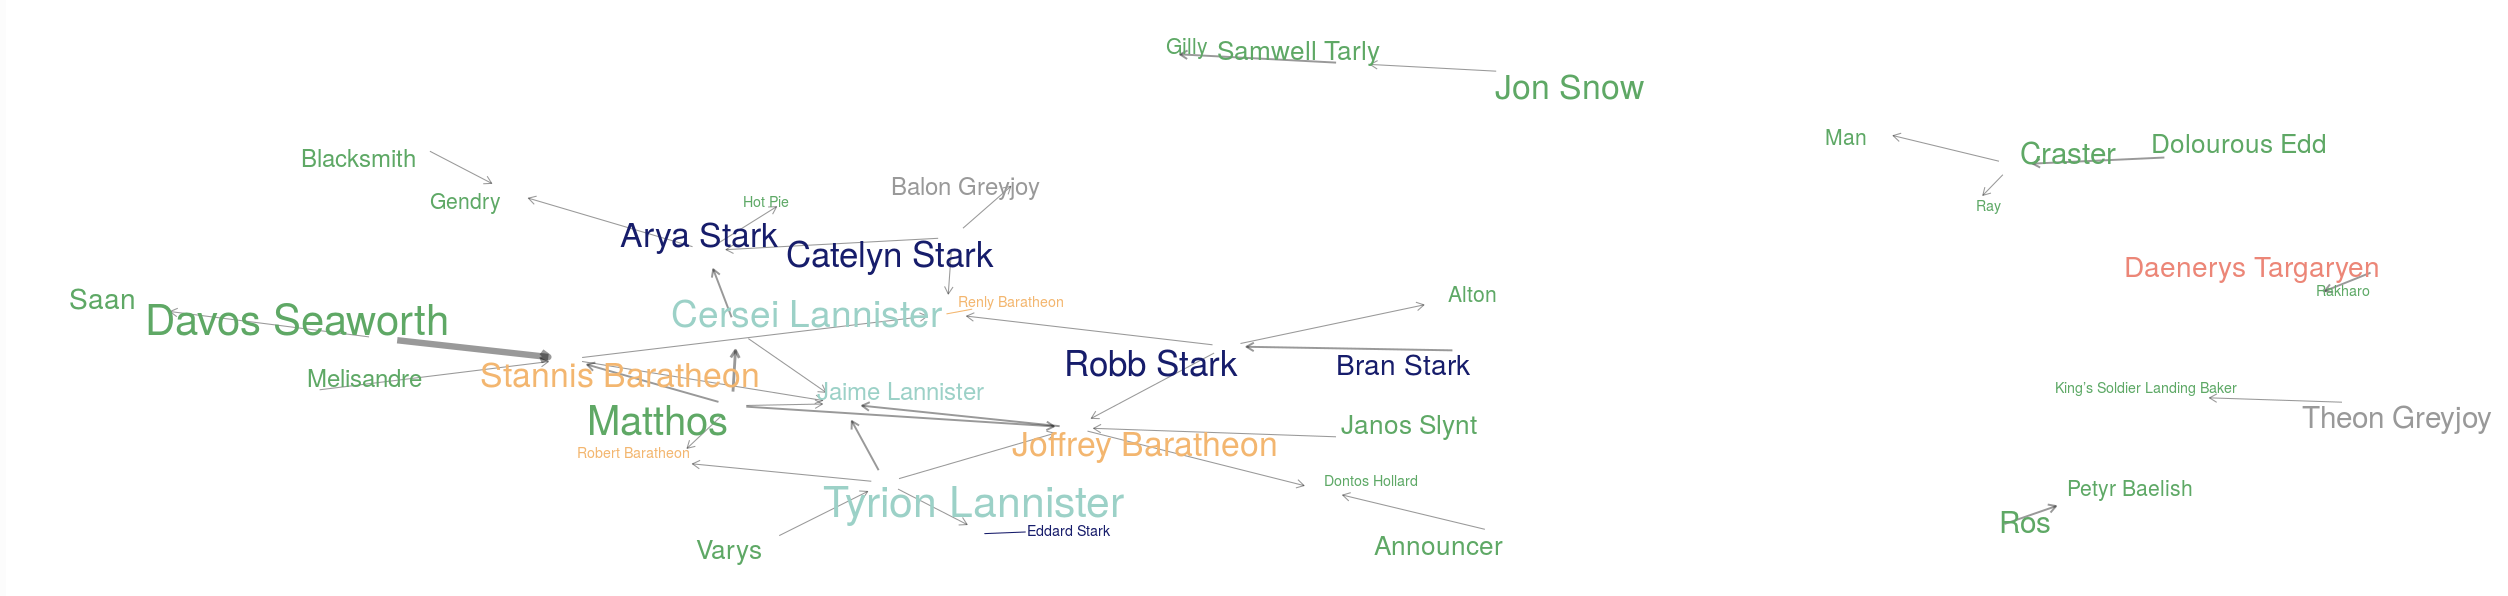 Gilly
Samwell Tarly
Jon Snow
Man
Craster
Dolourous Edd
Blacksmith
Gendry
Hot Pie
Balon Greyjoy
Ray
Arya Stark
Catelyn Stark
Daenerys Targaryen
Rakharo
Saan
Davos Seaworth
Cersei Lannister
Renly Baratheon
Alton
Melisandre
Stannis Baratheon
Jaime Lannister
Robb Stark
Bran Stark
King's Soldier Landing Baker
Theon Greyjoy
Matthos
Robert Baratheon
Joffrey Baratheon
Janos Slynt
Dontos Hollard
Petyr Baelish
Tyrion Lannister
Eddard Stark
Ros
Varys
Announcer